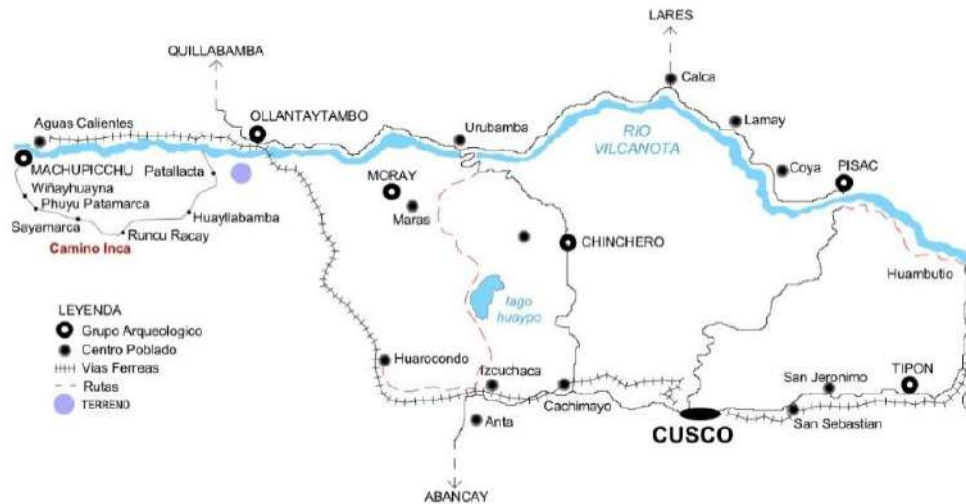 LARES
QUILLABAMBA
Calca
Aguas Calientes
OLLANTAYTAMBO
Urubamba
RIO
VILCANOTA
Lamay
MACHUPICCHU
Patallacta
MORAY
Coya
PISAC
Wiñayhuayna
Phuyu Patamarca
Maras
Huayllabamba
Sayamarca
Runcu Racay
Camino Inca
CHINCHERO
Huambutio
lago
huaypo
LEYENDA
Grupo Arqueologico
Centro Poblado
Vias Ferreas
Rutas
TERRENO
Huarocondo
Izcuchaca
Cachimayo
Anta
CUSCO
San Jeronimo
TIPON
San Sebastian
ABANCAY